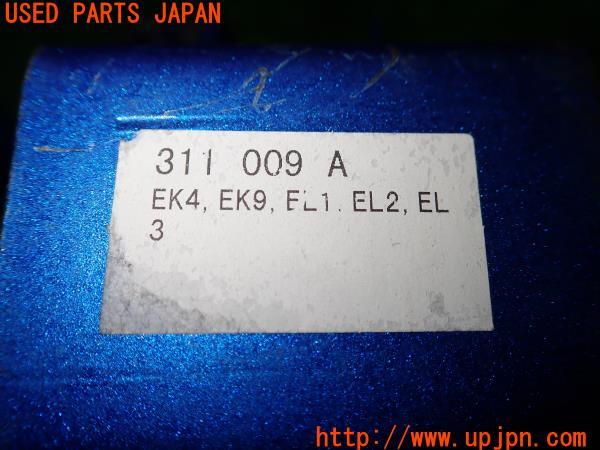 USED PARTS JAPAN
311 009 A
EK4, EK9, EL1, EL2, EL
3
http://www.upjpn.com